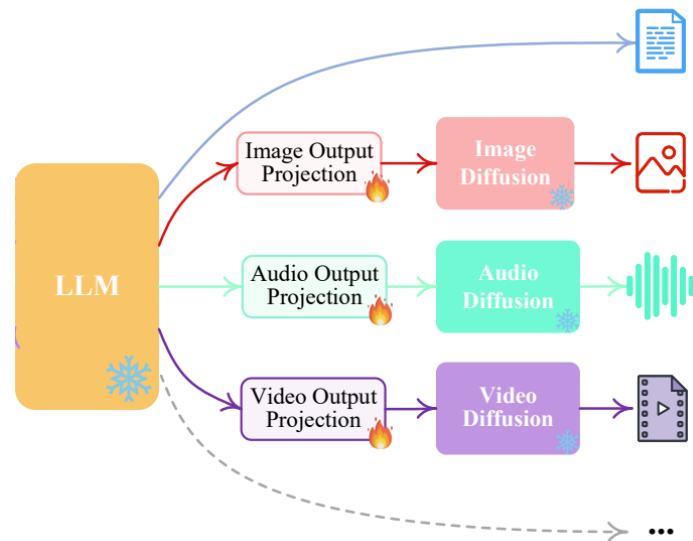 Image Output
Projection
Image
Diffusion
LLM
Audio Output
Projection
Audio
Diffusion
Video Output
Projection
Video
Diffusion
...